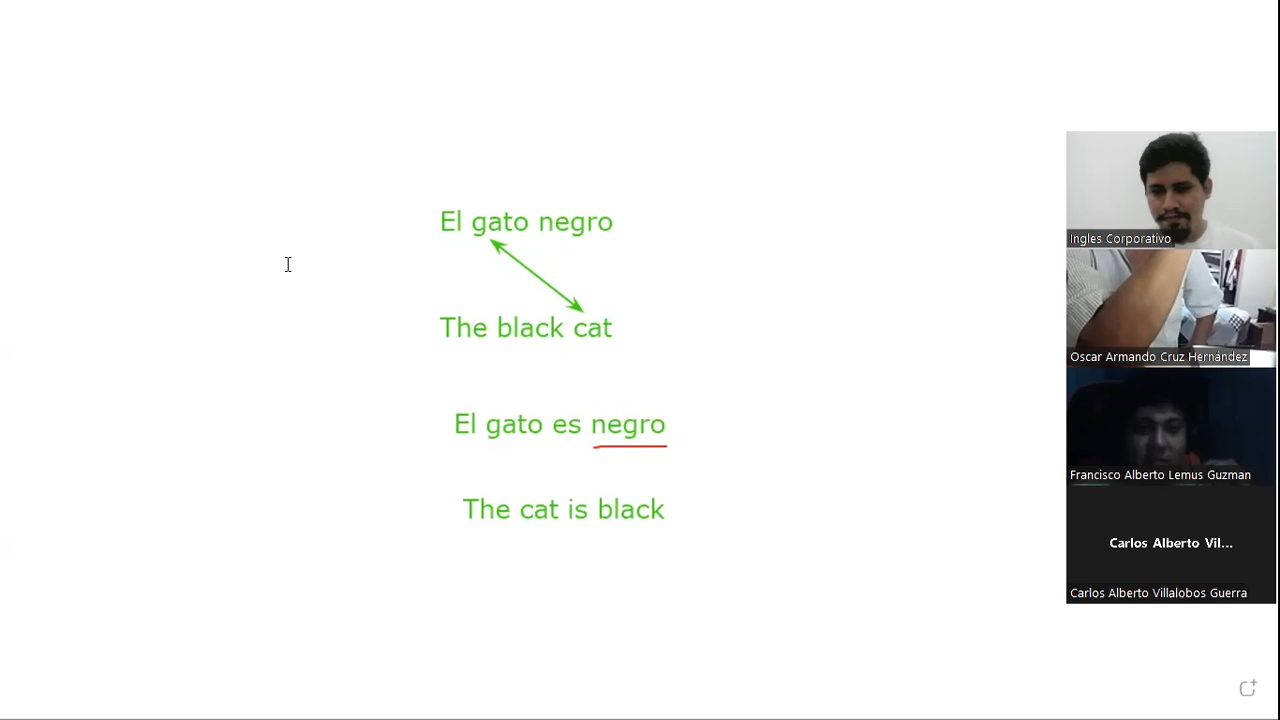 El gato negro
The black cat
El gato es negro
The cat is black
Ingles Corporativo
Oscar Armando Cruz Hernández
Francisco Alberto Lemus Guzman
Carlos Alberto Vil...
Carlos Alberto Villalobos Guerra